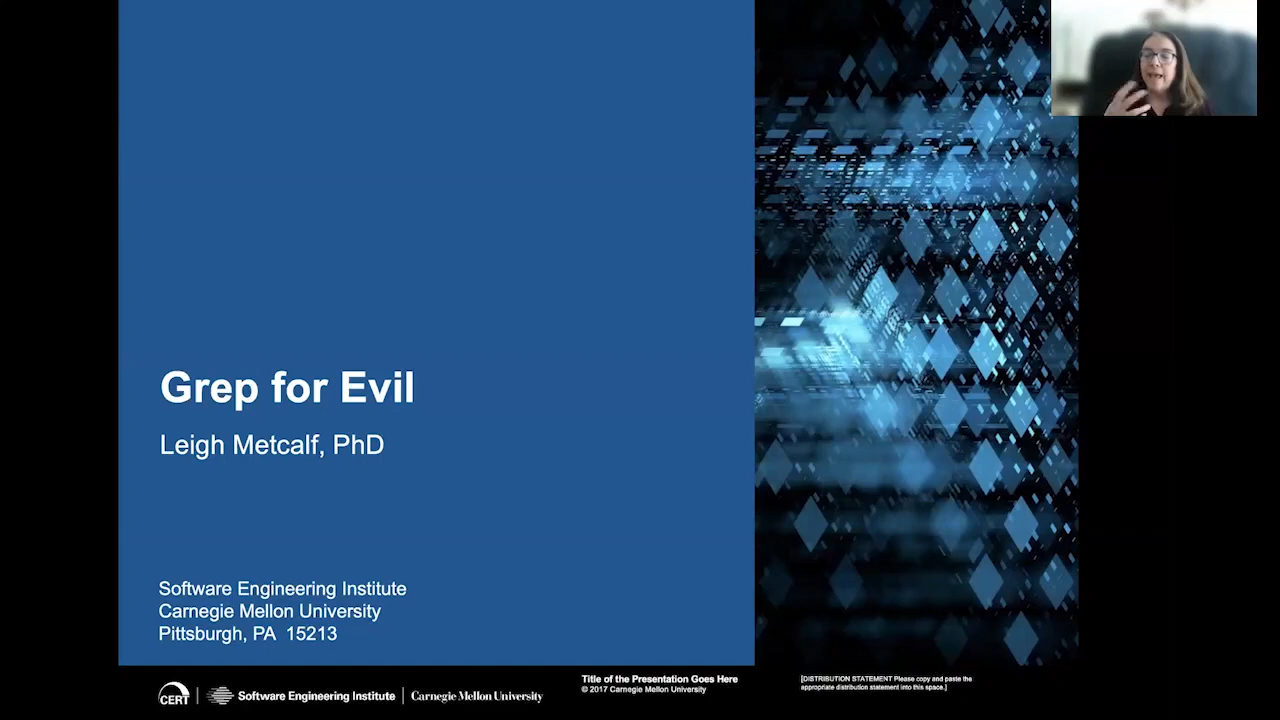 Grep for Evil
Leigh Metcalf, PhD
Software Engineering Institute
Carnegie Mellon University
Pittsburgh, PA 15213
CERT
Software Engineering Institute
Carnegie Mellon University
Title of the Presentation Goes Here
© 2017 Carnegie Mellon University
[DISTRIBUTION STATEMENT Please copy and paste the
appropriate distribution statement into this space.]